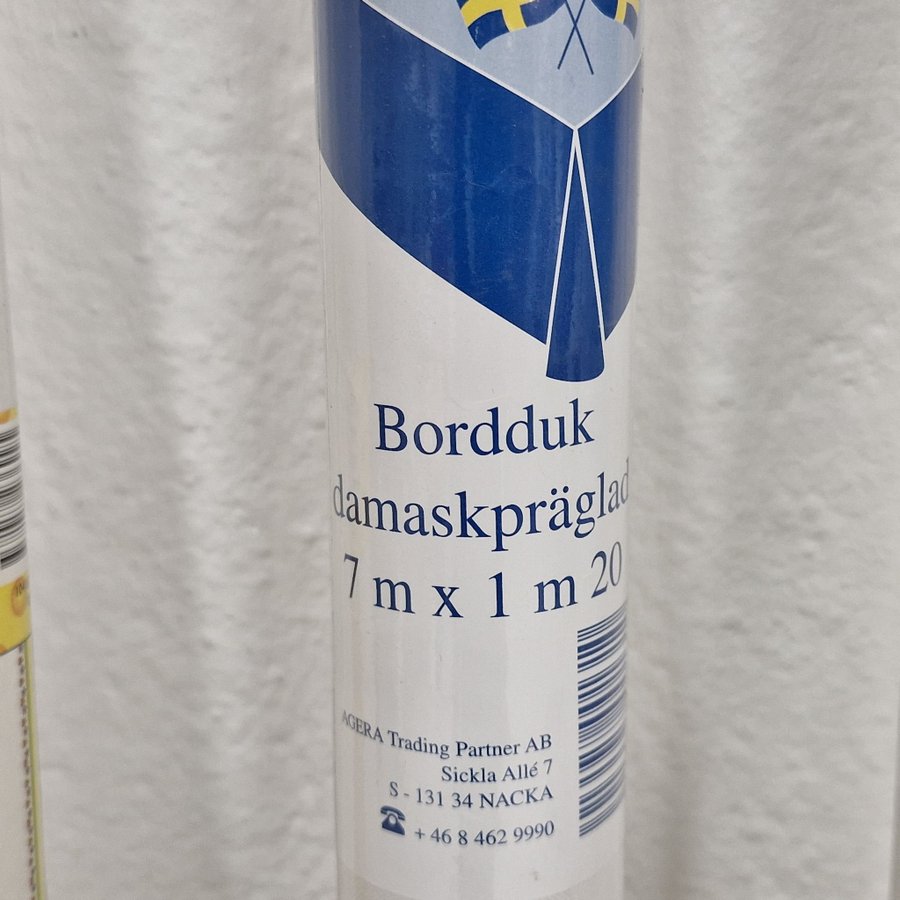 Bordduk
damaskpräglad
7 m x 1 m 20
AGERA Trading Partner AB
Sickla Allé 7
S - 131 34 NACKA
+ 46 8 462 9990